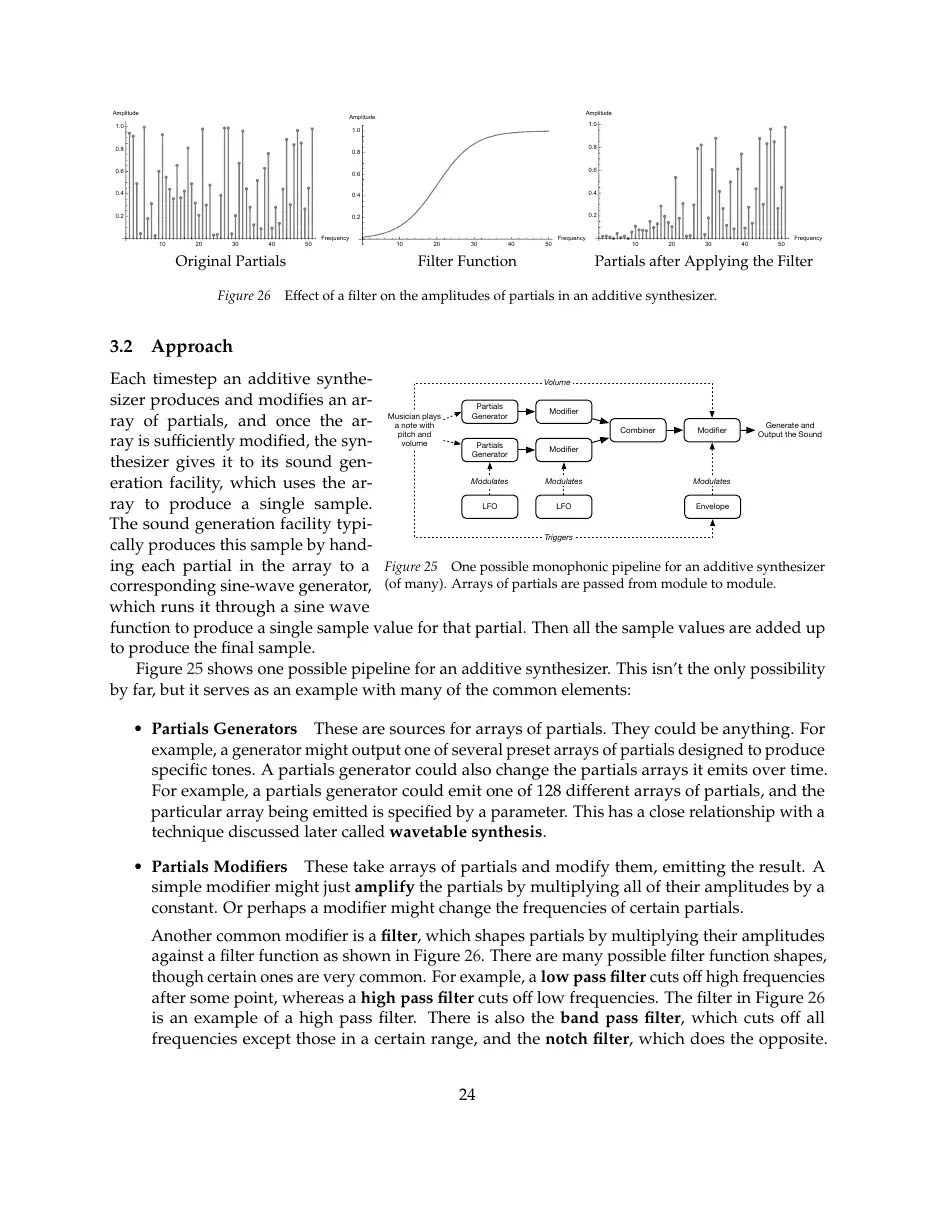 Amplitude
1.0
0.8
0.6
0.4
0.2
10 20 30 40 50
Frequency
Original Partials
Amplitude
1.0
0.8
0.6
0.4
0.2
10 20 30 40 50
Frequency
Filter Function
Amplitude
1.0
0.8
0.6
0.4
0.2
10 20 30 40 50
Frequency
Partials after Applying the Filter
Figure 26 Effect of a filter on the amplitudes of partials in an additive synthesizer.
3.2 Approach
Each timestep an additive synthe-
sizer produces and modifies an ar-
ray of partials, and once the ar-
ray is sufficiently modified, the syn-
thesizer gives it to its sound gen-
eration facility, which uses the ar-
ray to produce a single sample.
The sound generation facility typi-
cally produces this sample by hand-
ing each partial in the array to a
corresponding sine-wave generator,
which runs it through a sine wave
Volume
Musician plays
a note with
pitch and
volume
Partials
Generator
Modifier
Partials
Generator
Modifier
Combiner
Modifier
Generate and
Output the Sound
Modulates
Modulates
Modulates
LFO
LFO
Envelope
Triggers
Figure 25 One possible monophonic pipeline for an additive synthesizer
(of many). Arrays of partials are passed from module to module.
function to produce a single sample value for that partial. Then all the sample values are added up
to produce the final sample.
Figure 25 shows one possible pipeline for an additive synthesizer. This isn't the only possibility
by far, but it serves as an example with many of the common elements:
• Partials Generators These are sources for arrays of partials. They could be anything. For
example, a generator might output one of several preset arrays of partials designed to produce
specific tones. A partials generator could also change the partials arrays it emits over time.
For example, a partials generator could emit one of 128 different arrays of partials, and the
particular array being emitted is specified by a parameter. This has a close relationship with a
technique discussed later called wavetable synthesis.
• Partials Modifiers These take arrays of partials and modify them, emitting the result. A
simple modifier might just amplify the partials by multiplying all of their amplitudes by a
constant. Or perhaps a modifier might change the frequencies of certain partials.
Another common modifier is a filter, which shapes partials by multiplying their amplitudes
against a filter function as shown in Figure 26. There are many possible filter function shapes,
though certain ones are very common. For example, a low pass filter cuts off high frequencies
after some point, whereas a high pass filter cuts off low frequencies. The filter in Figure 26
is an example of a high pass filter. There is also the band pass filter, which cuts off all
frequencies except those in a certain range, and the notch filter, which does the opposite.
24